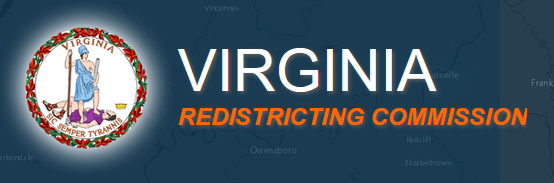 Vincennes
VIRGINIA
VIRGINIA
REDISTRICTING COMMISSION
SIC SEMPER TYRANNIS
Owensboro
Radcliff
Elizabethtown